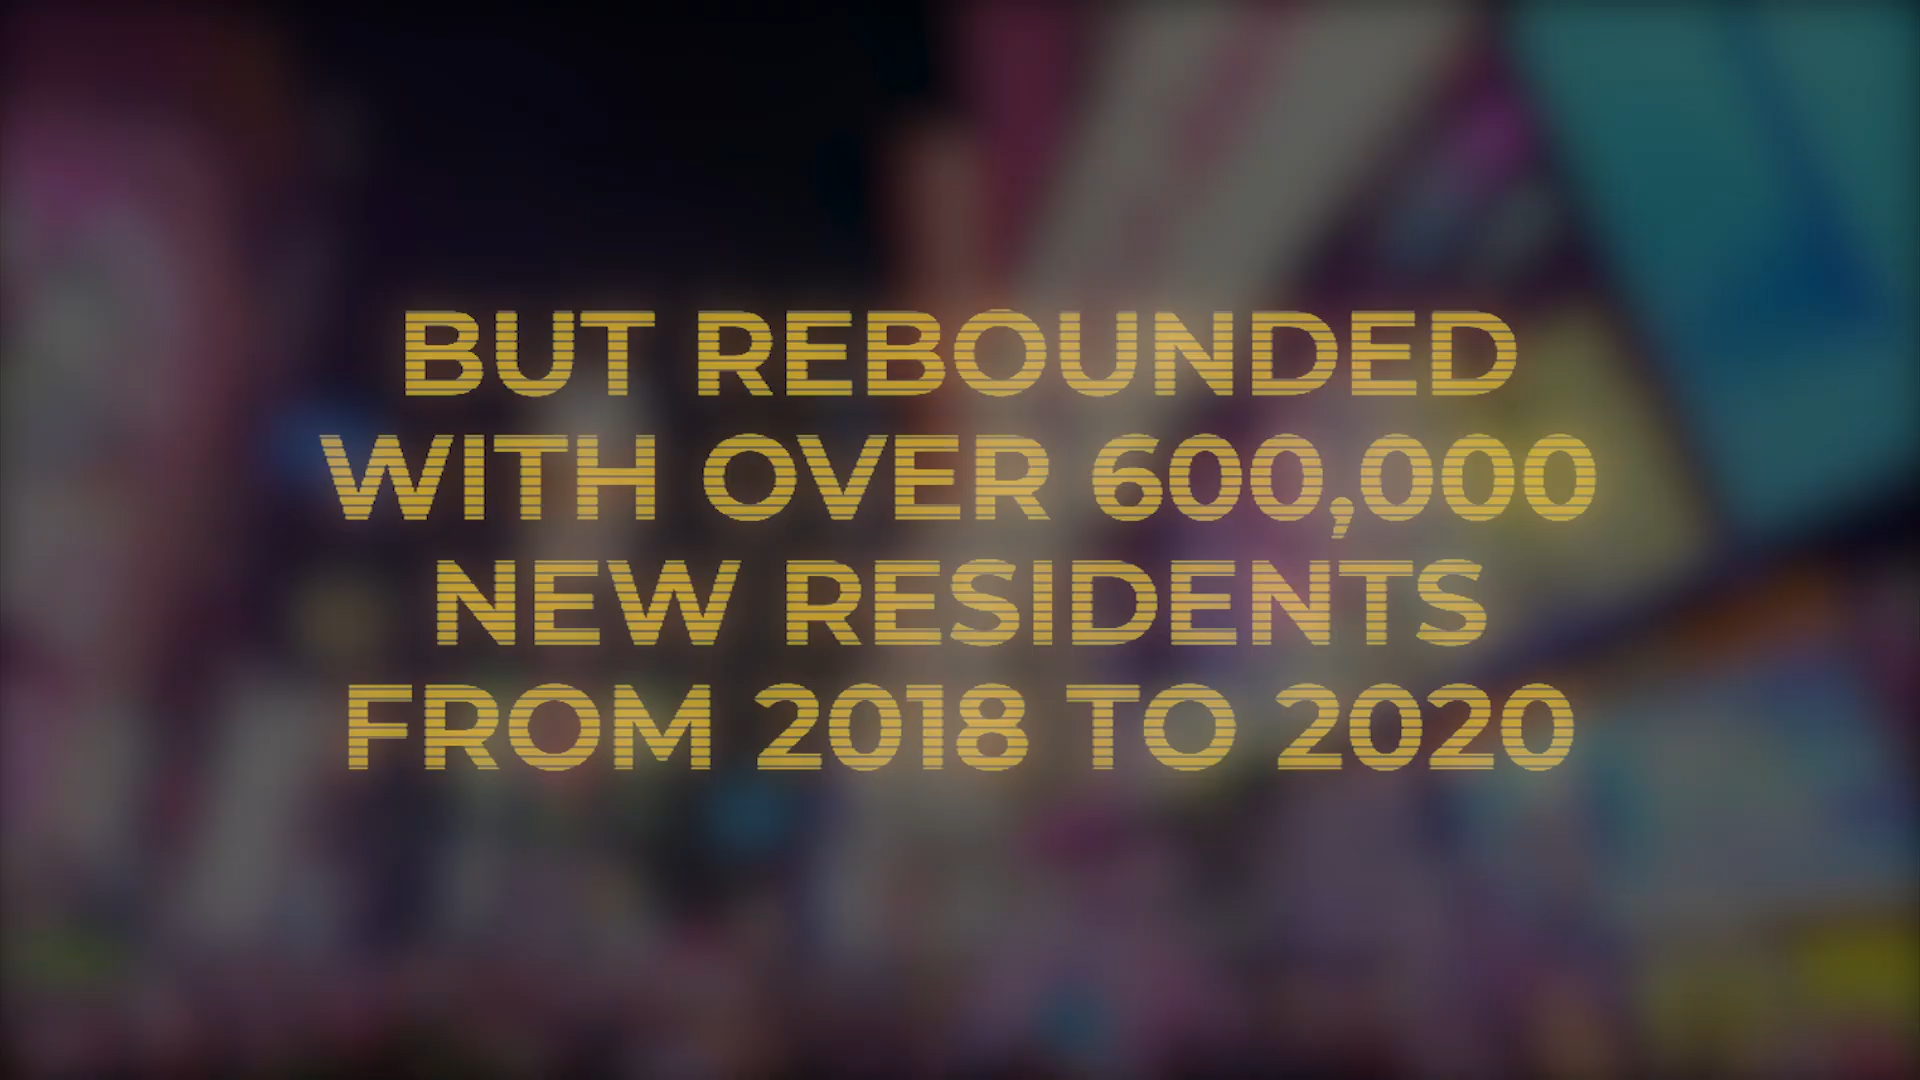 BUT REBOUNDED
WITH OVER 600,000
NEW RESIDENTS
FROM 2018 TO 2020